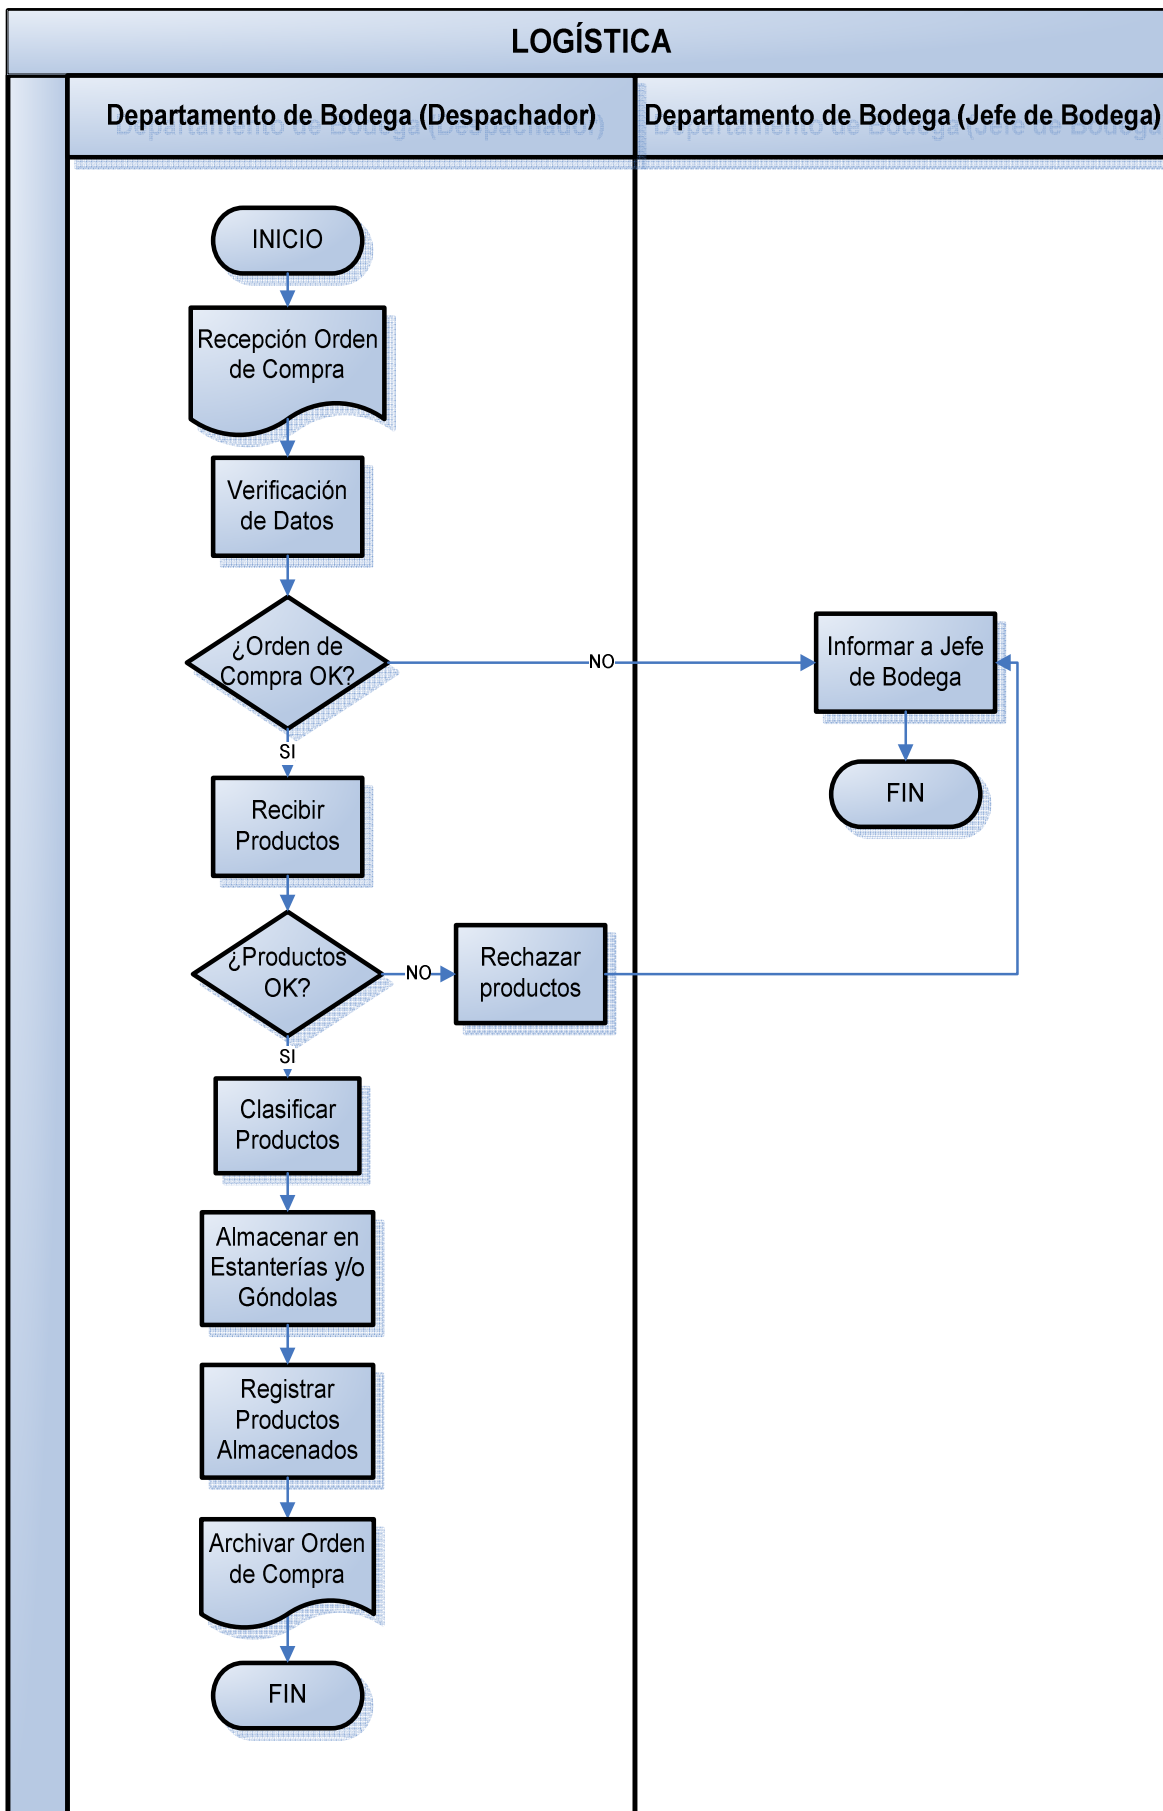 LOGÍSTICA
Departamento de Bodega (Despachador)
Departamento de Bodega (Jefe de Bodega)
INICIO
Recepción Orden
de Compra
Verificación
de Datos
¿Orden de
Compra OK?
NO
Informar a Jefe
de Bodega
FIN
SI
Recibir
Productos
¿Productos
OK?
NO
Rechazar
productos
SI
Clasificar
Productos
Almacenar en
Estanterías y/o
Góndolas
Registrar
Productos
Almacenados
Archivar Orden
de Compra
FIN